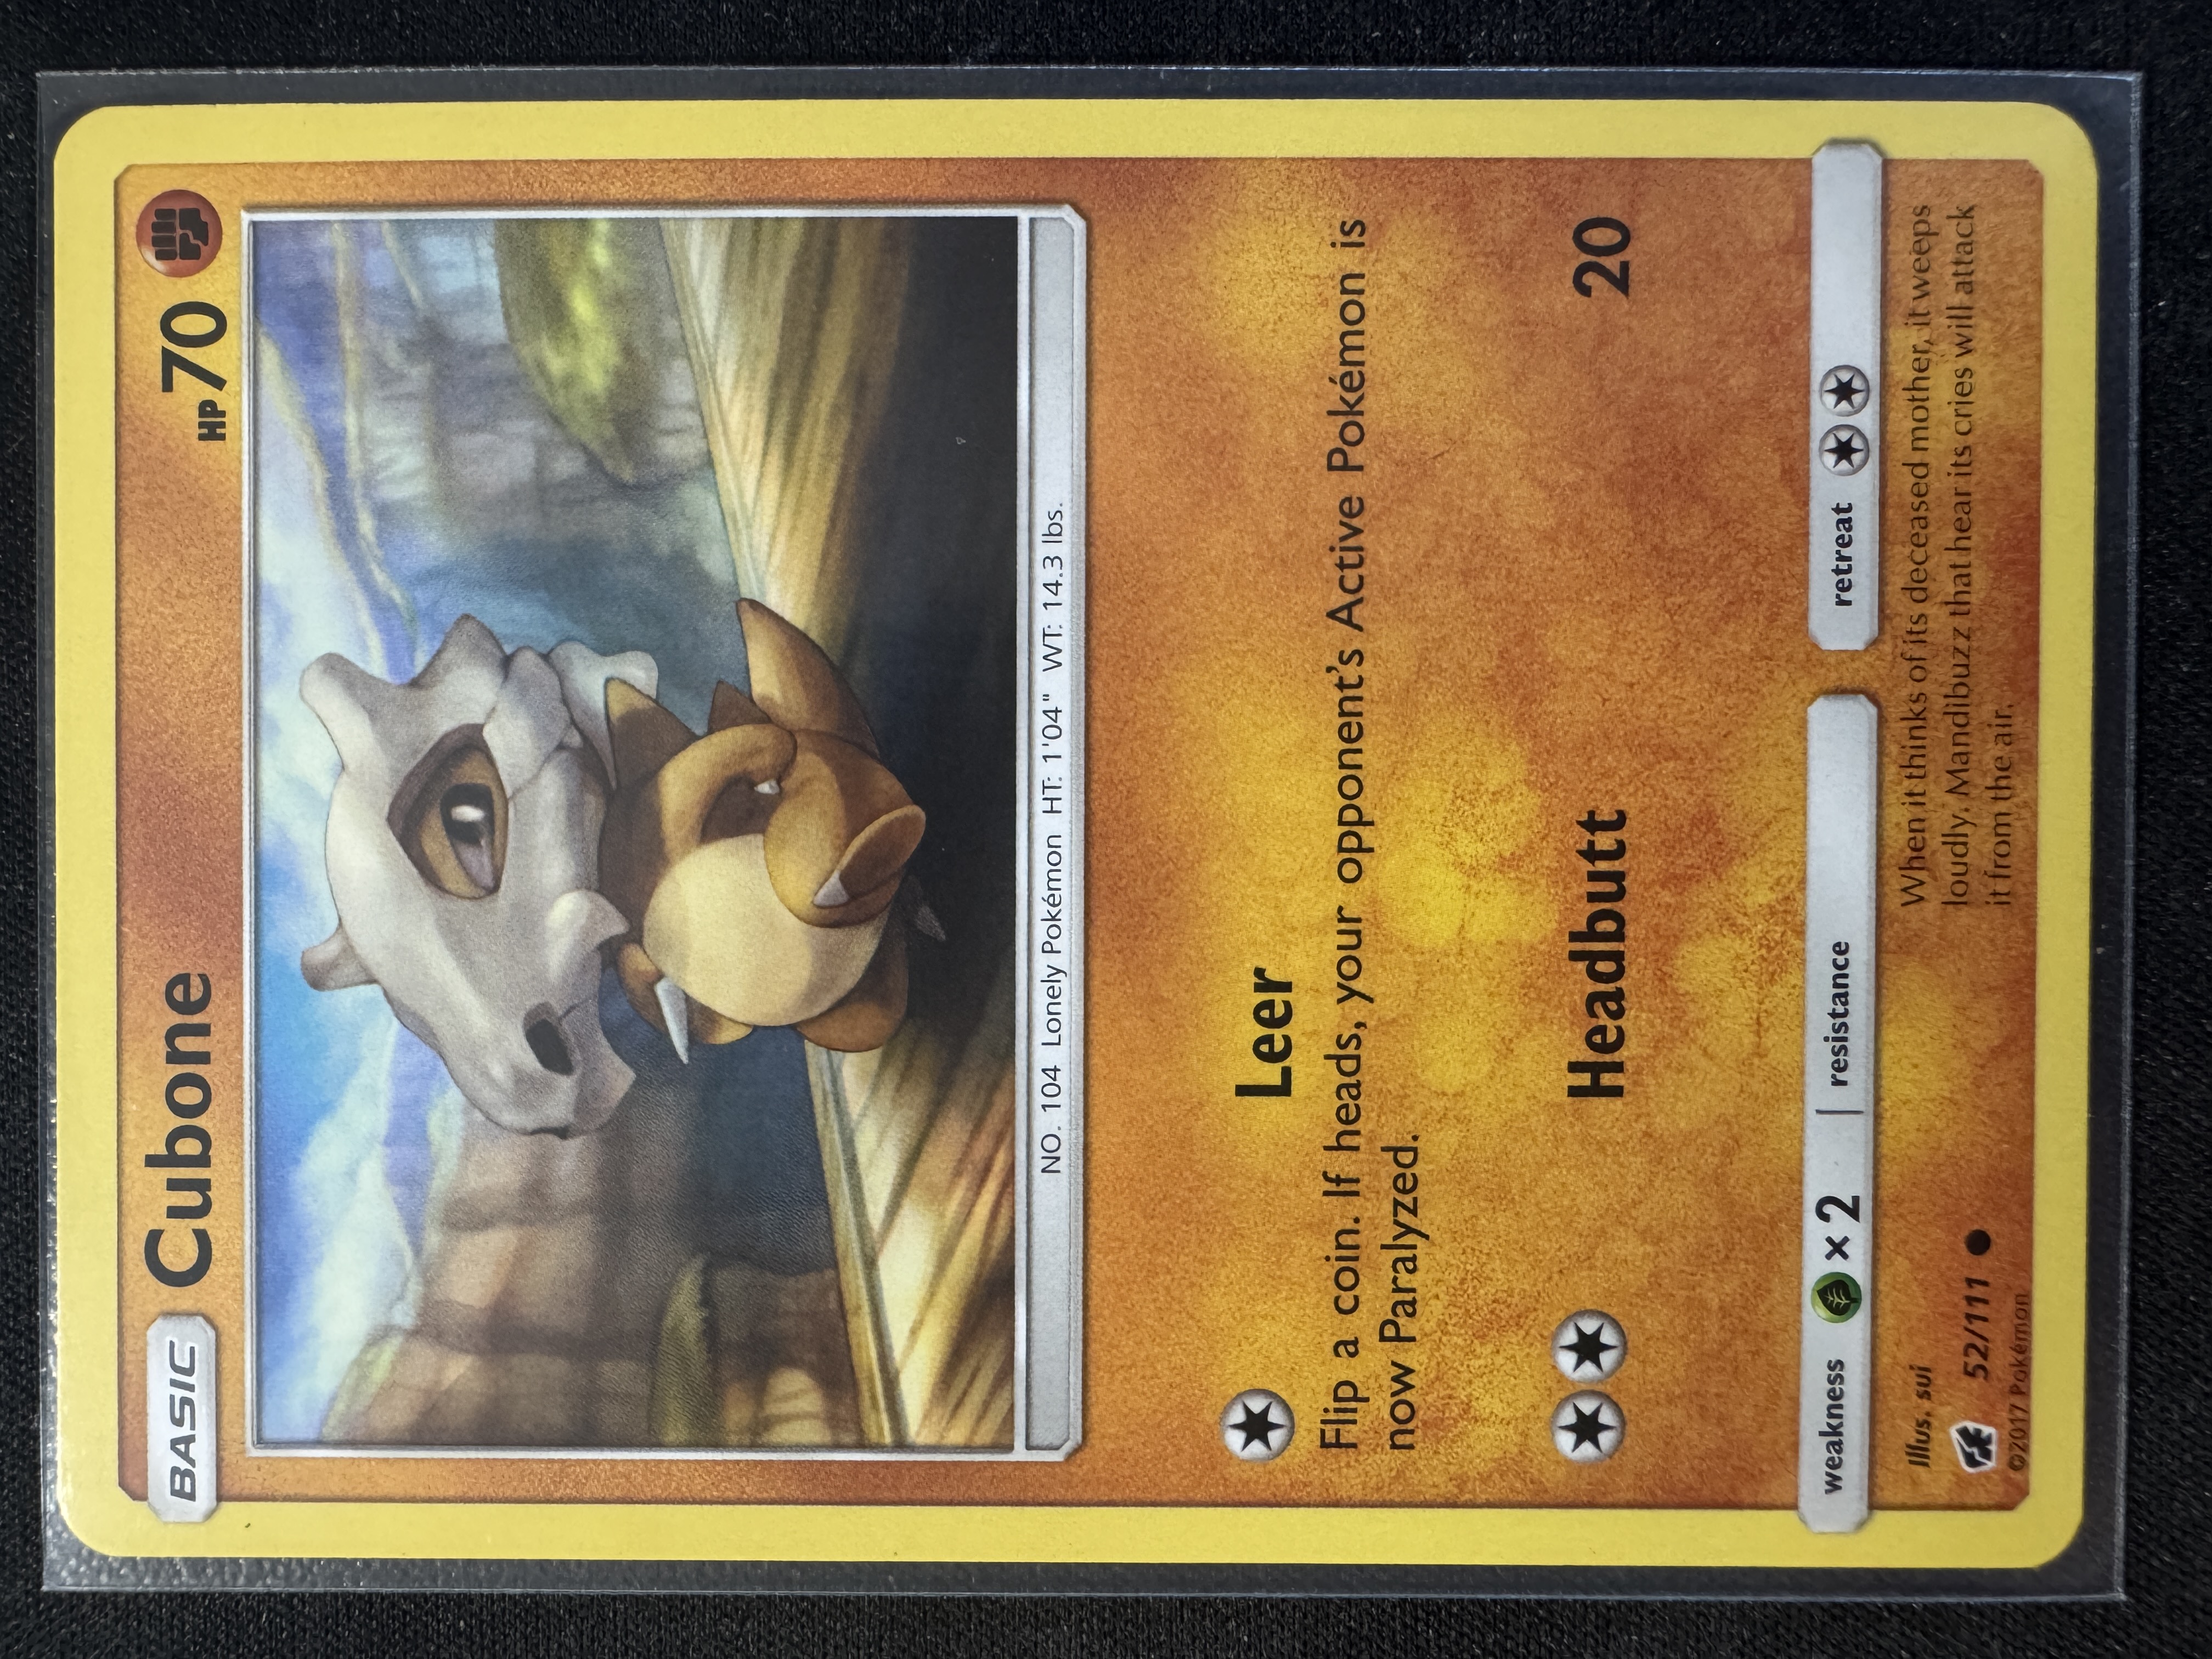 BASIC Cubone HP 70
NO. 104 Lonely Pokémon HT: 1'04" WT: 14.3 lbs.
Leer
Flip a coin. If heads, your opponent’s Active Pokémon is
now Paralyzed.
Headbutt 20
weakness × 2 resistance retreat
Illus. sui
52/111
©2017 Pokémon
When it thinks of its deceased mother, it weeps
loudly. Mandibuzz that hear its cries will attack
it from the air.